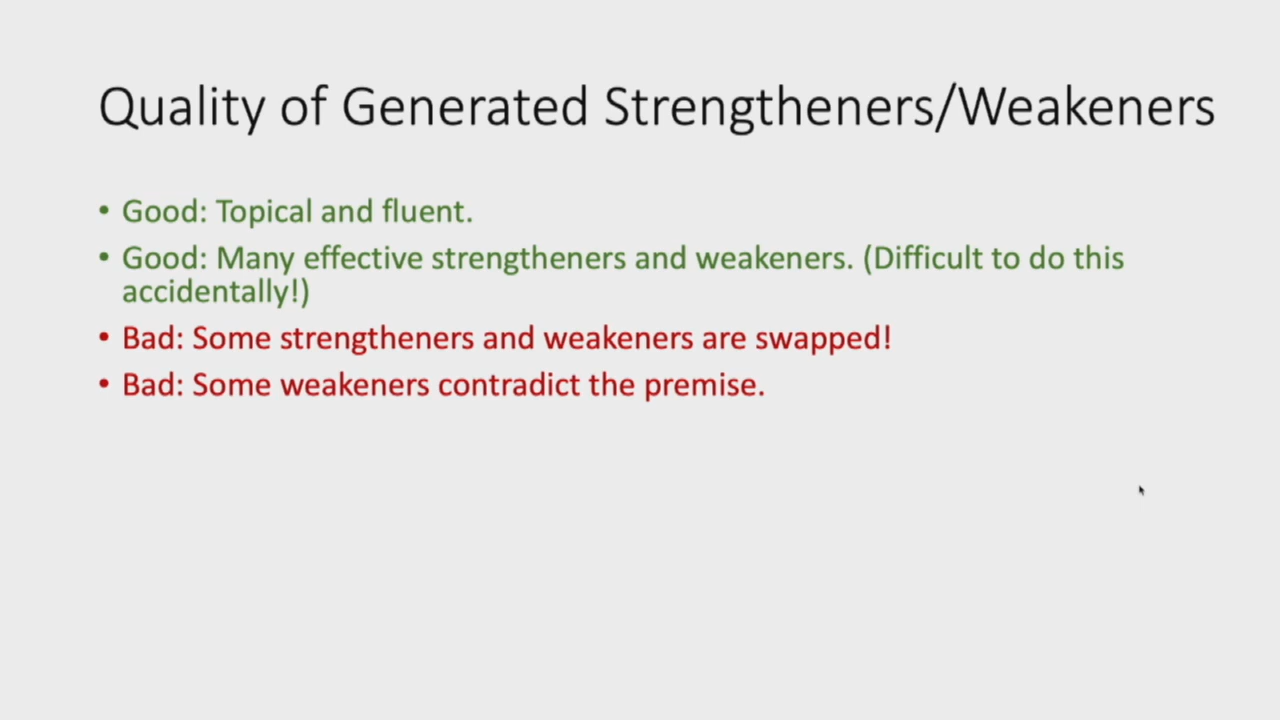 Quality of Generated Strengtheners/Weakeners
• Good: Topical and fluent.
• Good: Many effective strengtheners and weakeners. (Difficult to do this
accidentally!)
• Bad: Some strengtheners and weakeners are swapped!
• Bad: Some weakeners contradict the premise.